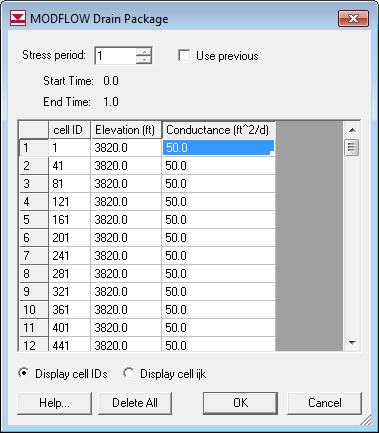 MODFLOW Drain Package
Stress period: 1 Use previous
Start Time: 0.0
End Time: 1.0
cell ID Elevation (ft) Conductance (ft^2/d)
1 1 3820.0 50.0
2 41 3820.0 50.0
3 81 3820.0 50.0
4 121 3820.0 50.0
5 161 3820.0 50.0
6 201 3820.0 50.0
7 241 3820.0 50.0
8 281 3820.0 50.0
9 321 3820.0 50.0
10 361 3820.0 50.0
11 401 3820.0 50.0
12 441 3820.0 50.0
Display cell IDs Display cell ijk
Help... Delete All OK Cancel